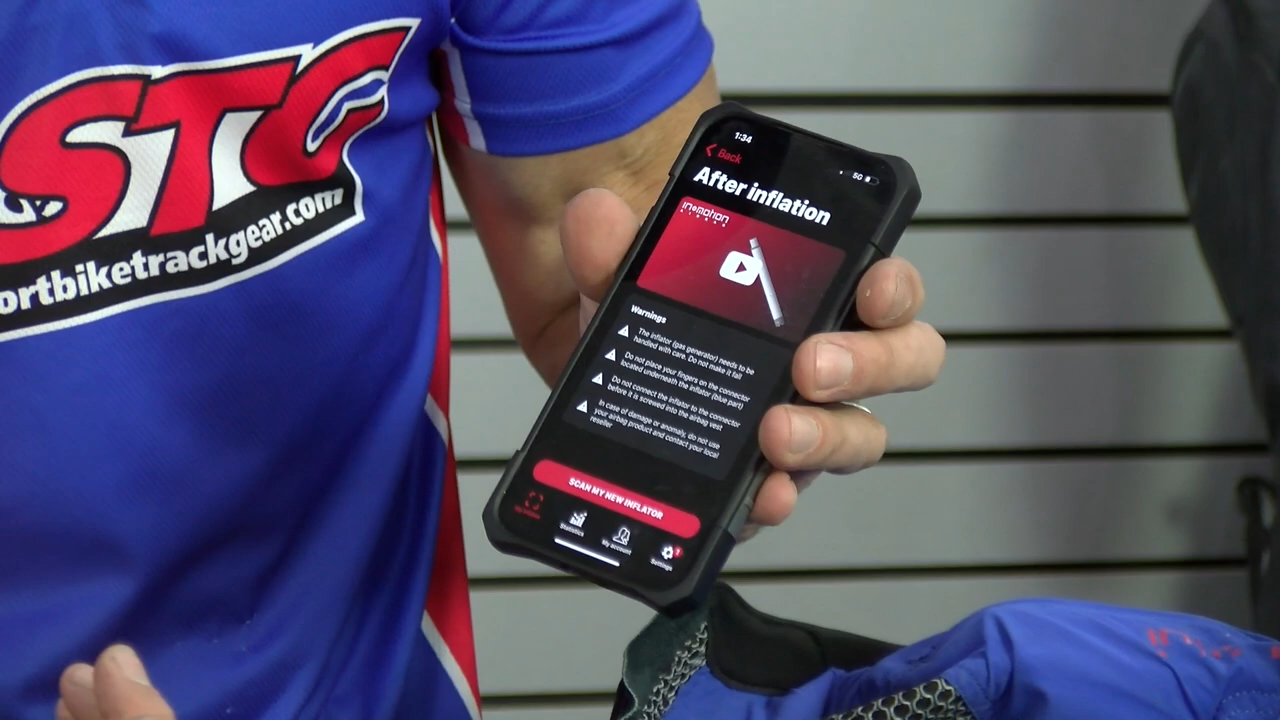 STG
ortbiketrackgear.com
1:34
5G
Back
After inflation
in&motion
AIRBAG
Warnings
The inflator (gas generator) needs to be
handled with care. Do not make it fall
Do not place your fingers on the connector
located underneath the inflator (blue part)
Do not connect the inflator to the connector
before it is screwed into the airbag vest
In case of damage or anomaly, do not use
your airbag product and contact your local
reseller
SCAN MY NEW INFLATOR
Statistics
My account
Settings
1